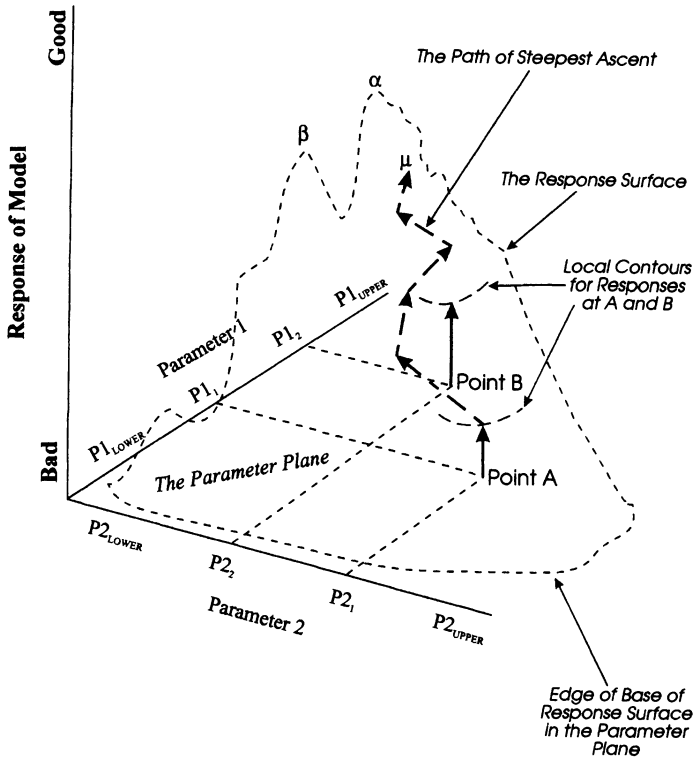 Good
The Path of Steepest Ascent
α
β
μ
The Response Surface
Response of Model
Local Contours
for Responses
at A and B
P1UPPER
Parameter 1
P1₂
Point B
P1₁
P1LOWER
Bad
The Parameter Plane
Point A
P2LOWER
P2₂
P2₁
Parameter 2
P2UPPER
Edge of Base of
Response Surface
in the Parameter
Plane